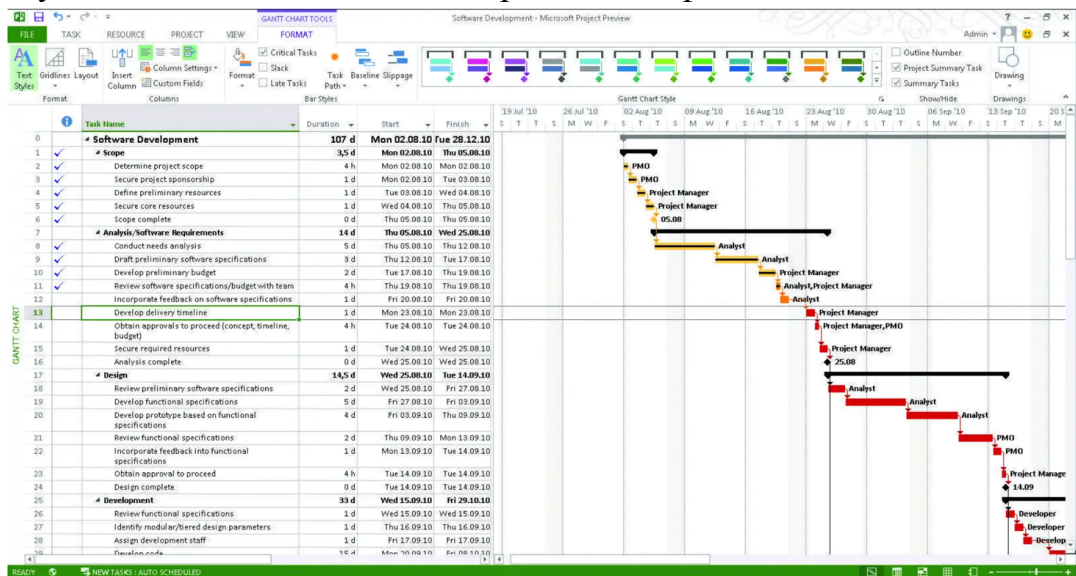 GANTT CHART TOOLS
Software Development - Microsoft Project Preview
FILE TASK RESOURCE PROJECT VIEW FORMAT Admin
Text Styles Gridlines Layout
Insert Column Column Settings Custom Fields
Format Critical Tasks Slack Late Tasks
Task Path Baseline Slippage
Outline Number
Project Summary Task
Summary Tasks
Drawing
Format Columns Bar Styles Gantt Chart Style Show/Hide Drawings
19 Jul '10 26 Jul '10 02 Aug '10 09 Aug '10 16 Aug '10 23 Aug '10 30 Aug '10 06 Sep '10 13 Sep '10 20 S
Task Name Duration Start Finish
0 Software Development 107 d Mon 02.08.10 Tue 28.12.10
1 Scope 3,5 d Mon 02.08.10 Thu 05.08.10
2 Determine project scope 4 h Mon 02.08.10 Mon 02.08.10 PMO
3 Secure project sponsorship 1 d Mon 02.08.10 Tue 03.08.10 PMO
4 Define preliminary resources 1 d Tue 03.08.10 Wed 04.08.10 Project Manager
5 Secure core resources 1 d Wed 04.08.10 Thu 05.08.10 Project Manager
6 Scope complete 0 d Thu 05.08.10 Thu 05.08.10 05.08
7 Analysis/Software Requirements 14 d Thu 05.08.10 Wed 25.08.10
8 Conduct needs analysis 5 d Thu 05.08.10 Thu 12.08.10 Analyst
9 Draft preliminary software specifications 3 d Thu 12.08.10 Tue 17.08.10 Analyst
10 Develop preliminary budget 2 d Tue 17.08.10 Thu 19.08.10 Project Manager
11 Review software specifications/budget with team 4 h Thu 19.08.10 Thu 19.08.10 Analyst,Project Manager
12 Incorporate feedback on software specifications 1 d Fri 20.08.10 Fri 20.08.10 Analyst
13 Develop delivery timeline 1 d Mon 23.08.10 Mon 23.08.10 Project Manager
14 Obtain approvals to proceed (concept, timeline, 4 h Tue 24.08.10 Tue 24.08.10 Project Manager,PMO
budget)
15 Secure required resources 1 d Tue 24.08.10 Wed 25.08.10 Project Manager
16 Analysis complete 0 d Wed 25.08.10 Wed 25.08.10 25.08
17 Design 14,5 d Wed 25.08.10 Tue 14.09.10
18 Review preliminary software specifications 2 d Wed 25.08.10 Fri 27.08.10 Analyst
19 Develop functional specifications 5 d Fri 27.08.10 Fri 03.09.10 Analyst
20 Develop prototype based on functional 4 d Fri 03.09.10 Thu 09.09.10 Analyst
specifications
21 Review functional specifications 2 d Thu 09.09.10 Mon 13.09.10 PMO
22 Incorporate feedback into functional 1 d Mon 13.09.10 Tue 14.09.10 PMO
specifications
23 Obtain approval to proceed 4 h Tue 14.09.10 Tue 14.09.10 Project Manage
24 Design complete 0 d Tue 14.09.10 Tue 14.09.10 14.09
25 Development 33 d Wed 15.09.10 Fri 29.10.10
26 Review functional specifications 1 d Wed 15.09.10 Wed 15.09.10 Developer
27 Identify modular/tiered design parameters 1 d Thu 16.09.10 Thu 16.09.10 Developer
28 Assign development staff 1 d Fri 17.09.10 Fri 17.09.10 Develop
29 Develop code 15 d Mon 20.09.10 Fri 08.10.10
GANTT CHART
READY NEW TASKS : AUTO SCHEDULED